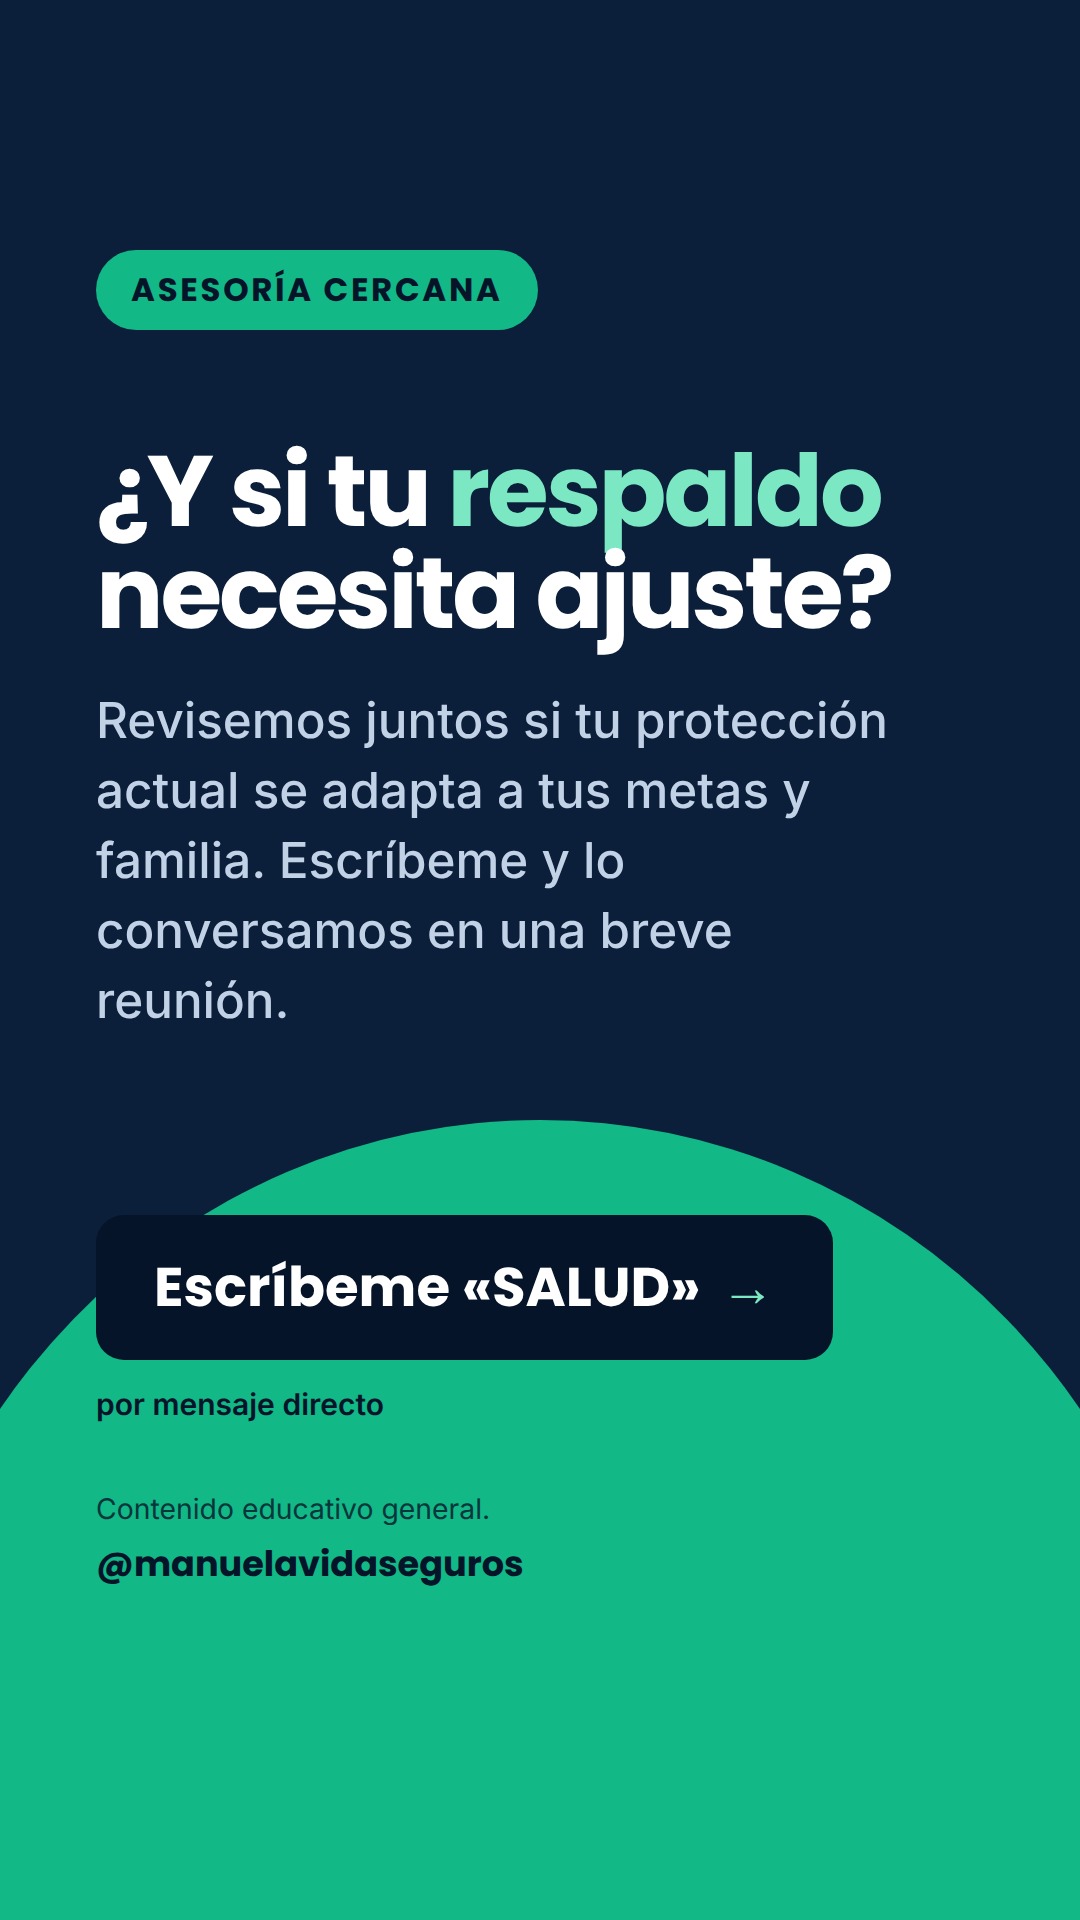 ASESORÍA CERCANA
¿Y si tu respaldo
necesita ajuste?
Revisemos juntos si tu protección
actual se adapta a tus metas y
familia. Escríbeme y lo
conversamos en una breve
reunión.
Escríbeme «SALUD» →
por mensaje directo
Contenido educativo general.
@manuelavidaseguros